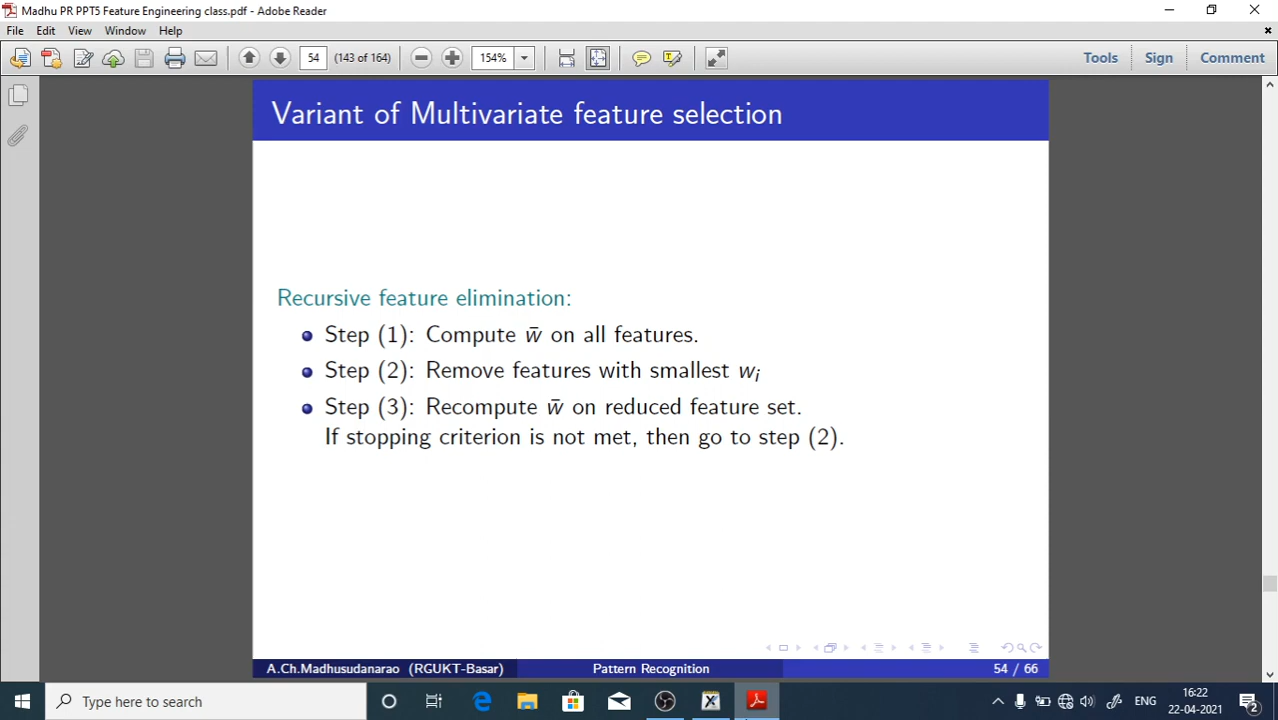 Madhu PR PPT5 Feature Engineering class.pdf - Adobe Reader
File Edit View Window Help
54 (143 of 164) 154% Tools Sign Comment
Variant of Multivariate feature selection
Recursive feature elimination:
Step (1): Compute w̄ on all features.
Step (2): Remove features with smallest wᵢ
Step (3): Recompute w̄ on reduced feature set.
If stopping criterion is not met, then go to step (2).
A.Ch.Madhusudanarao (RGUKT-Basar) Pattern Recognition 54 / 66
Type here to search ENG 16:22
22-04-2021 2